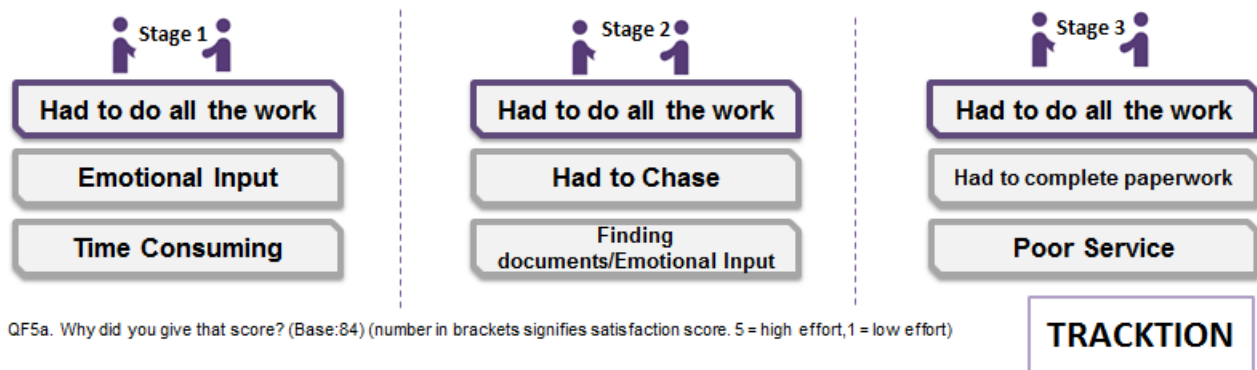 Stage 1
Had to do all the work
Emotional Input
Time Consuming
Stage 2
Had to do all the work
Had to Chase
Finding
documents/Emotional Input
Stage 3
Had to do all the work
Had to complete paperwork
Poor Service
QF5a. Why did you give that score? (Base:84) (number in brackets signifies satisfaction score. 5 = high effort,1 = low effort)
TRACKTION